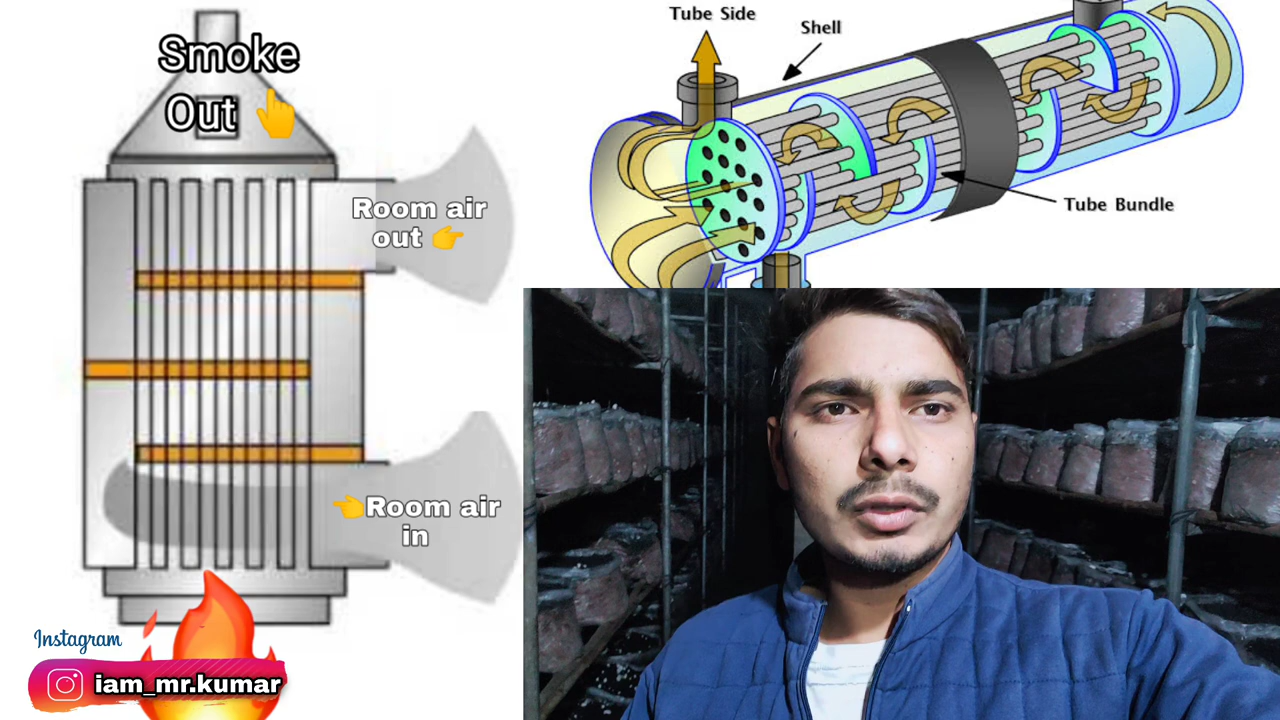 Smoke
Out 👆
Room air
out 👉
👈Room air
in
Tube Side
Shell
Tube Bundle
Instagram
iam_mr.kumar